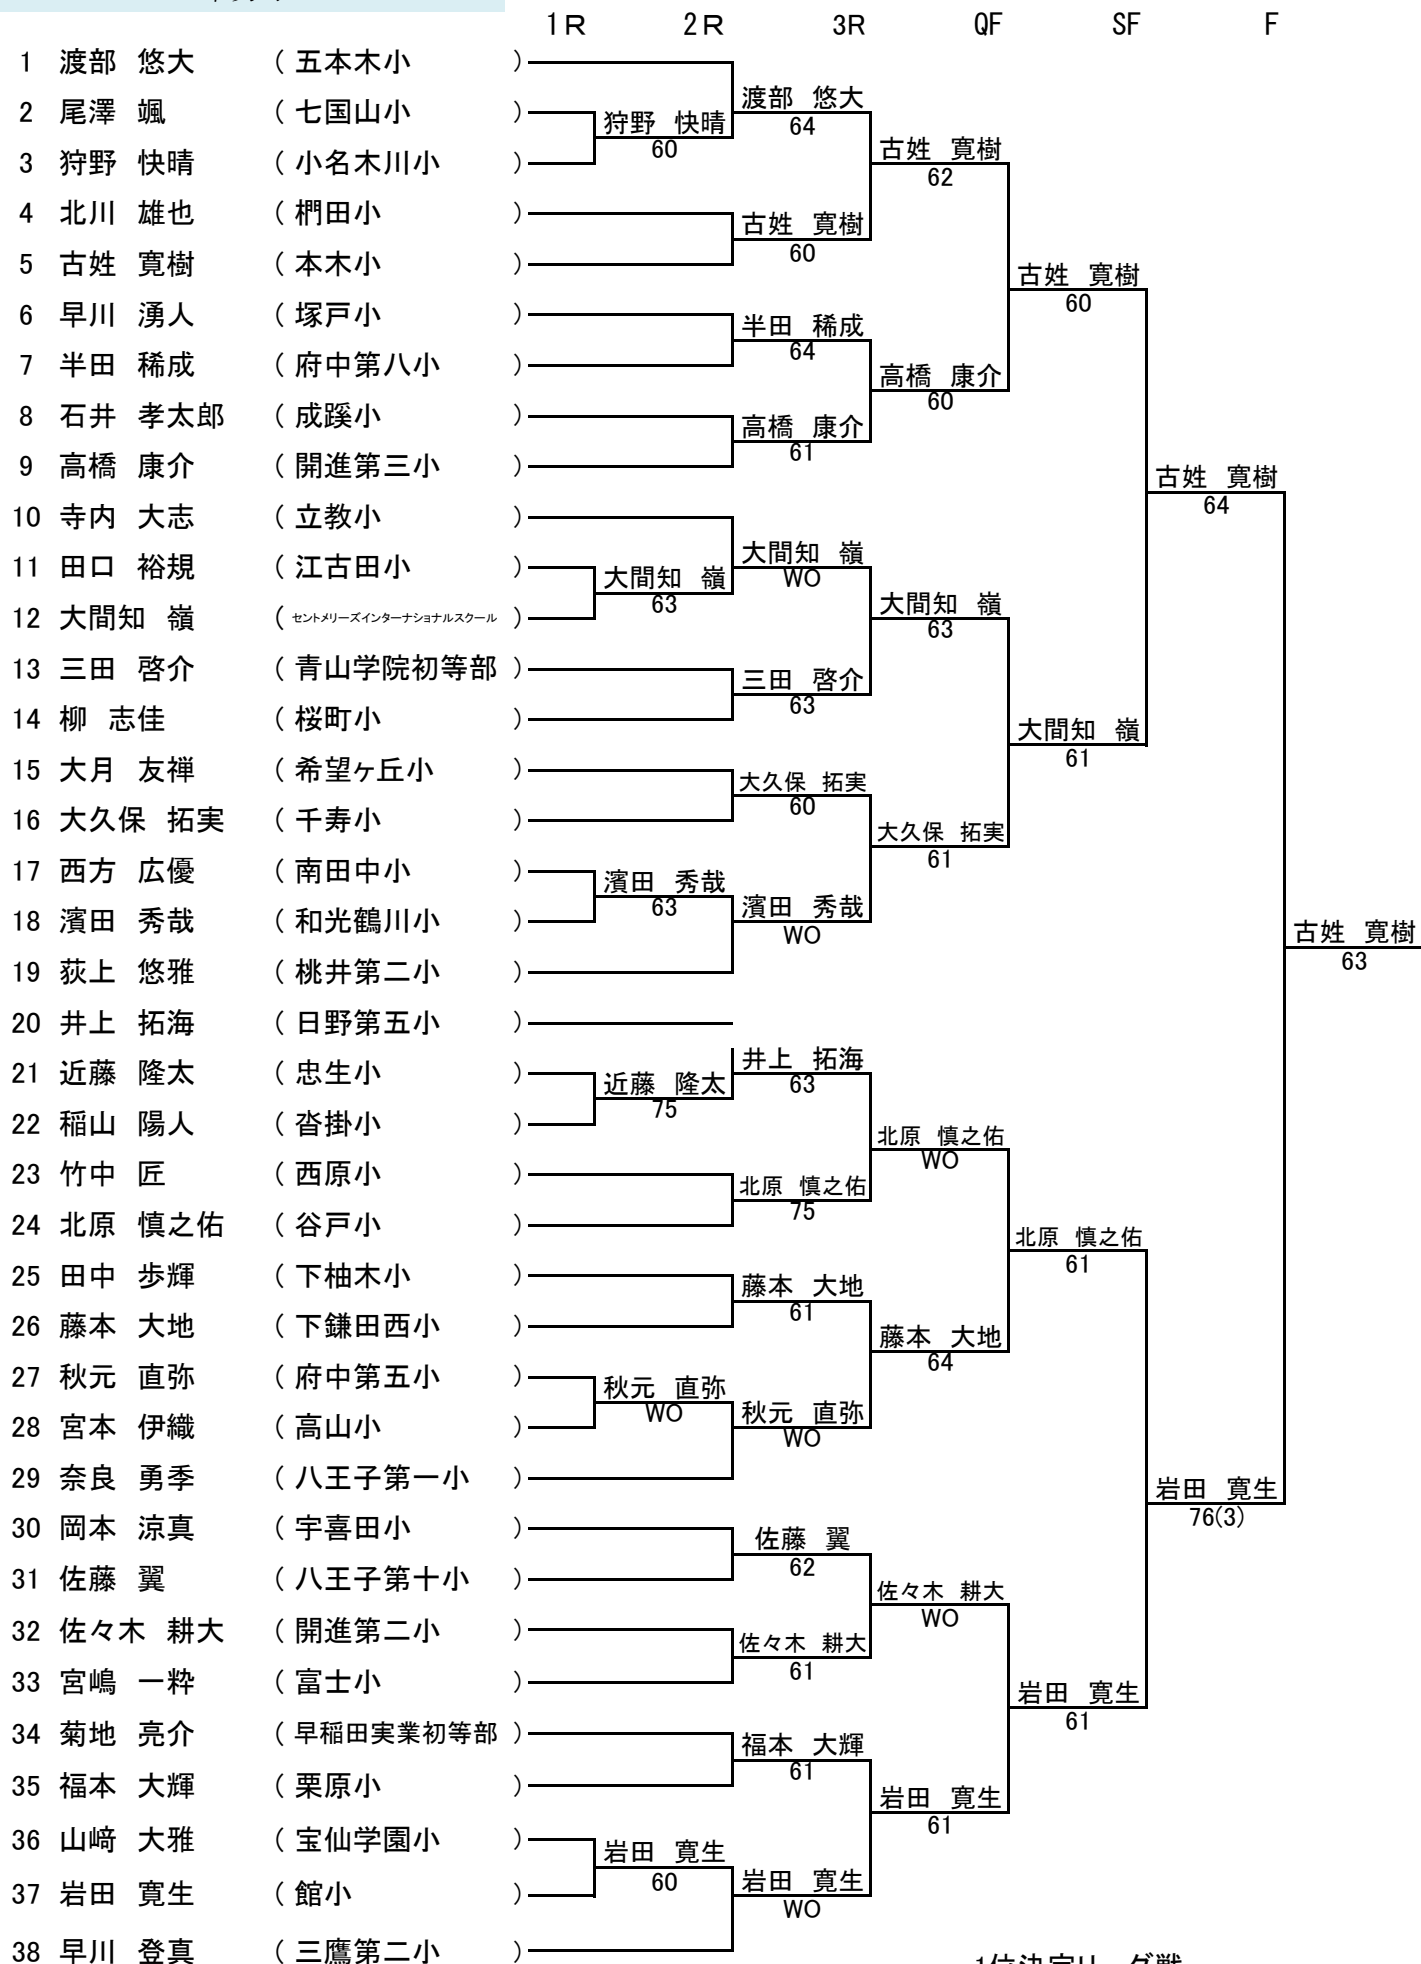 1R 2R 3R QF SF F
1 渡部 悠大 ( 五本木小 )
渡部 悠大
64
2 尾澤 颯 ( 七国山小 )
狩野 快晴
60
3 狩野 快晴 ( 小名木川小 )
古姓 寛樹
62
4 北川 雄也 ( 椚田小 )
古姓 寛樹
60
5 古姓 寛樹 ( 本木小 )
古姓 寛樹
60
6 早川 湧人 ( 塚戸小 )
半田 稀成
64
7 半田 稀成 ( 府中第八小 )
高橋 康介
60
8 石井 孝太郎 ( 成蹊小 )
高橋 康介
61
9 高橋 康介 ( 開進第三小 )
古姓 寛樹
64
10 寺内 大志 ( 立教小 )
大間知 嶺
WO
11 田口 裕規 ( 江古田小 )
大間知 嶺
63
12 大間知 嶺 ( セントメリーズインターナショナルスクール )
大間知 嶺
63
13 三田 啓介 ( 青山学院初等部 )
三田 啓介
63
14 柳 志佳 ( 桜町小 )
大間知 嶺
61
15 大月 友禅 ( 希望ヶ丘小 )
大久保 拓実
60
16 大久保 拓実 ( 千寿小 )
大久保 拓実
61
17 西方 広優 ( 南田中小 )
濱田 秀哉
63
18 濱田 秀哉 ( 和光鶴川小 )
濱田 秀哉
WO
古姓 寛樹
63
19 荻上 悠雅 ( 桃井第二小 )
20 井上 拓海 ( 日野第五小 )
井上 拓海
63
21 近藤 隆太 ( 忠生小 )
近藤 隆太
75
22 稲山 陽人 ( 沓掛小 )
北原 慎之佑
WO
23 竹中 匠 ( 西原小 )
北原 慎之佑
75
24 北原 慎之佑 ( 谷戸小 )
北原 慎之佑
61
25 田中 歩輝 ( 下柚木小 )
藤本 大地
61
26 藤本 大地 ( 下鎌田西小 )
藤本 大地
64
27 秋元 直弥 ( 府中第五小 )
秋元 直弥
WO
28 宮本 伊織 ( 高山小 )
秋元 直弥
WO
29 奈良 勇季 ( 八王子第一小 )
岩田 寛生
76(3)
30 岡本 涼真 ( 宇喜田小 )
佐藤 翼
62
31 佐藤 翼 ( 八王子第十小 )
佐々木 耕大
WO
32 佐々木 耕大 ( 開進第二小 )
佐々木 耕大
61
33 宮嶋 一粋 ( 富士小 )
岩田 寛生
61
34 菊地 亮介 ( 早稲田実業初等部 )
福本 大輝
61
35 福本 大輝 ( 栗原小 )
岩田 寛生
61
36 山﨑 大雅 ( 宝仙学園小 )
岩田 寛生
60
37 岩田 寛生 ( 館小 )
岩田 寛生
WO
38 早川 登真 ( 三鷹第二小 )
1位決定リーグ戦